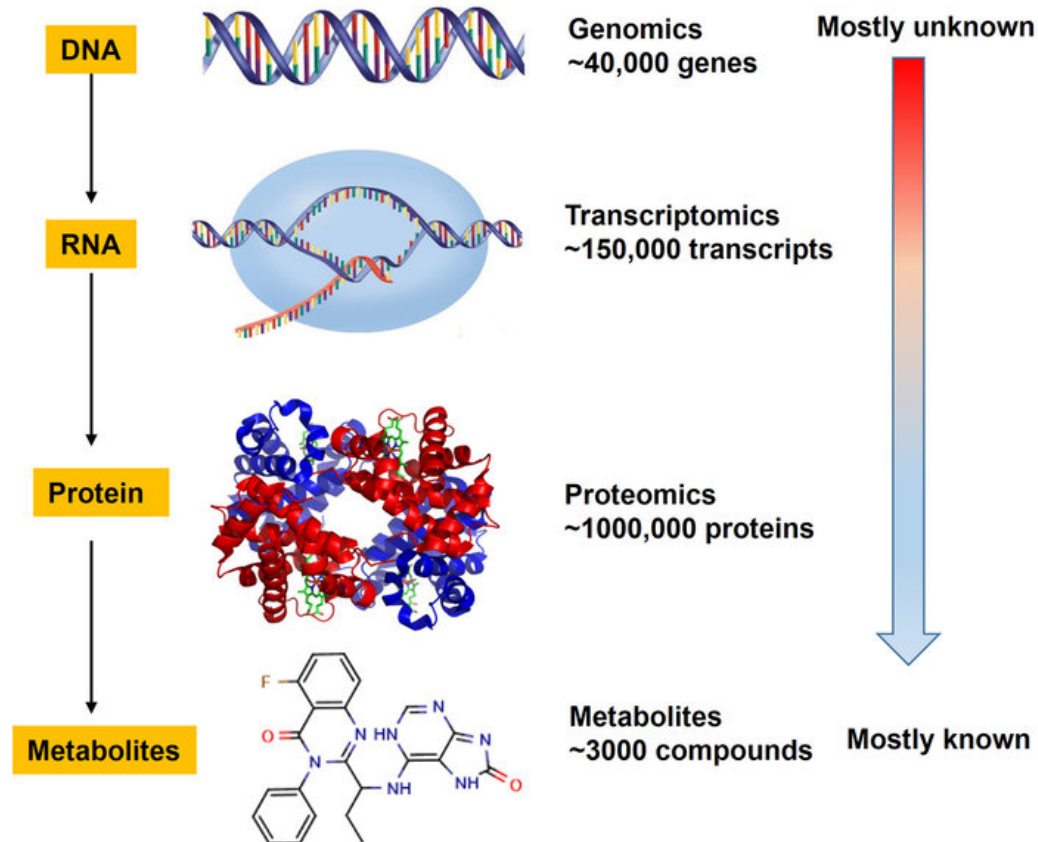 DNA
Genomics
~40,000 genes
Mostly unknown
RNA
Transcriptomics
~150,000 transcripts
Protein
Proteomics
~1000,000 proteins
Metabolites
F
O
N
N
HN
N
N
N
NH
NH
O
Metabolites
~3000 compounds
Mostly known